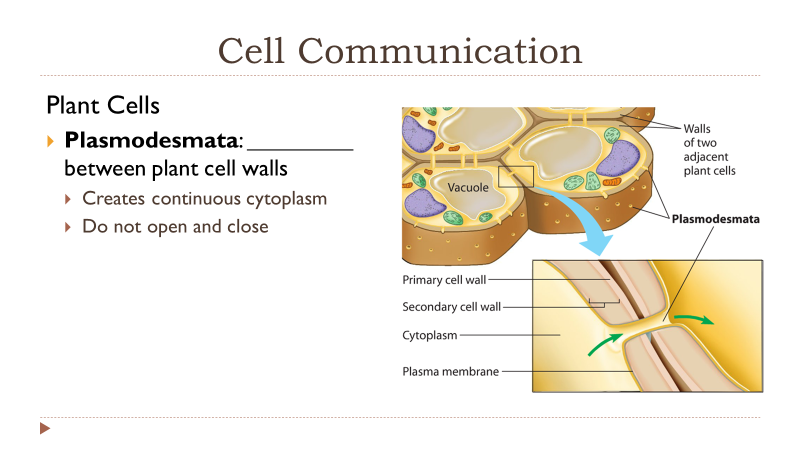 Cell Communication
Plant Cells
Plasmodesmata: __________
between plant cell walls
Creates continuous cytoplasm
Do not open and close
Walls
of two
adjacent
plant cells
Vacuole
Plasmodesmata
Primary cell wall
Secondary cell wall
Cytoplasm
Plasma membrane